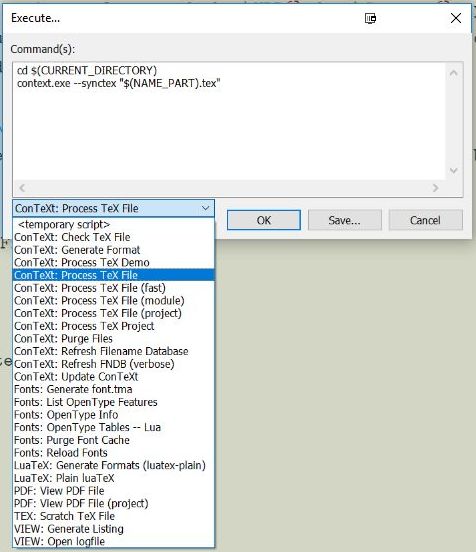 Execute...
Command(s):
cd $(CURRENT_DIRECTORY)
context.exe --synctex "$(NAME_PART).tex"
ConTeXt: Process TeX File
OK
Save...
Cancel
<temporary script>
ConTeXt: Check TeX File
ConTeXt: Generate Format
ConTeXt: Process TeX Demo
ConTeXt: Process TeX File
ConTeXt: Process TeX File (fast)
ConTeXt: Process TeX File (module)
ConTeXt: Process TeX File (project)
ConTeXt: Process TeX Project
ConTeXt: Purge Files
ConTeXt: Refresh Filename Database
ConTeXt: Refresh FNDB (verbose)
ConTeXt: Update ConTeXt
Fonts: Generate font.tma
Fonts: List OpenType Features
Fonts: OpenType Info
Fonts: OpenType Tables -- Lua
Fonts: Purge Font Cache
Fonts: Reload Fonts
LuaTeX: Generate Formats (luatex-plain)
LuaTeX: Plain luaTeX
PDF: View PDF File
PDF: View PDF File (project)
TEX: Scratch TeX File
VIEW: Generate Listing
VIEW: Open logfile